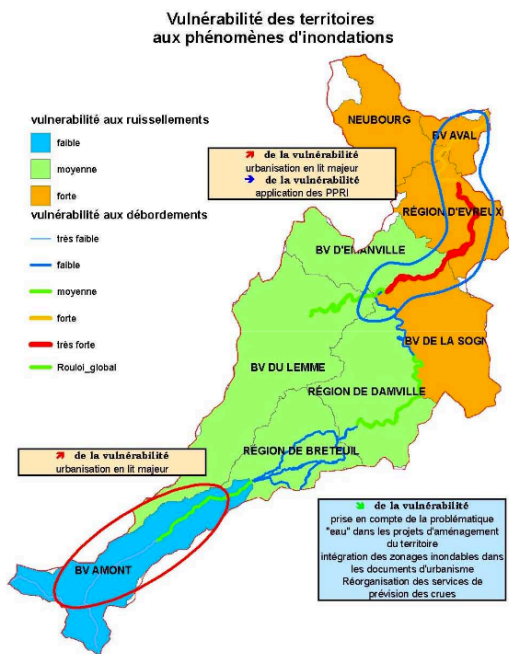 Vulnérabilité des territoires
aux phénomènes d'inondations
vulnerabilité aux ruissellements
faible
moyenne
forte
vulnerabilité aux débordements
très faible
faible
moyenne
forte
très forte
Rouloi_global
NEUBOURG
BV AVAL
de la vulnérabilité
urbanisation en lit majeur
de la vulnérabilité
application des PPRI
RÉGION D'EVREUX
BV D'EMANVILLE
BV DE LA SOGI
BV DU LEMME
RÉGION DE DAMVILLE
RÉGION DE BRETEUIL
de la vulnérabilité
urbanisation en lit majeur
BV AMONT
de la vulnérabilité
prise en compte de la problématique
"eau" dans les projets d'aménagement
du territoire
intégration des zonages inondables dans
les documents d'urbanisme
Réorganisation des services de
prévision des crues